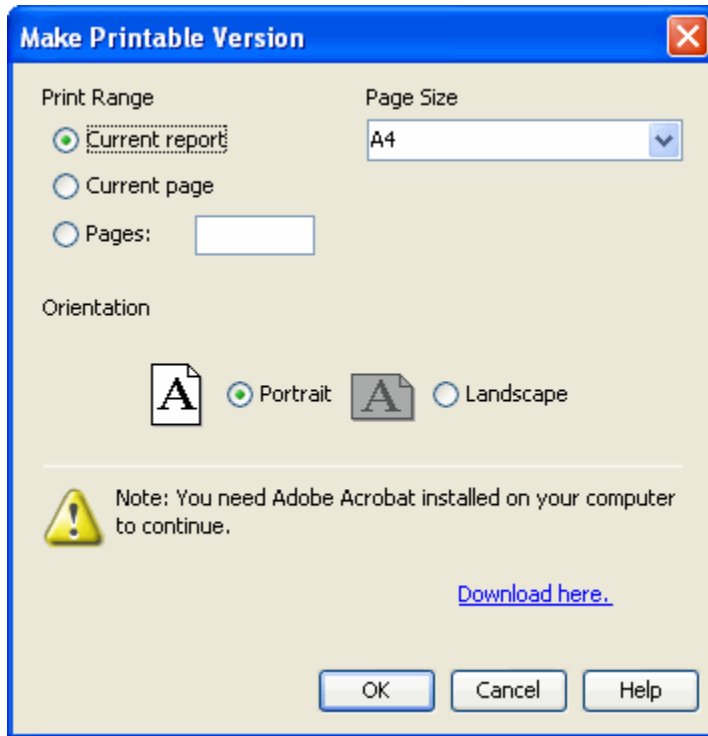 Make Printable Version
Print Range
Page Size
Current report
A4
Current page
Pages:
Orientation
A
Portrait
A
Landscape
Note: You need Adobe Acrobat installed on your computer
to continue.
Download here.
OK
Cancel
Help